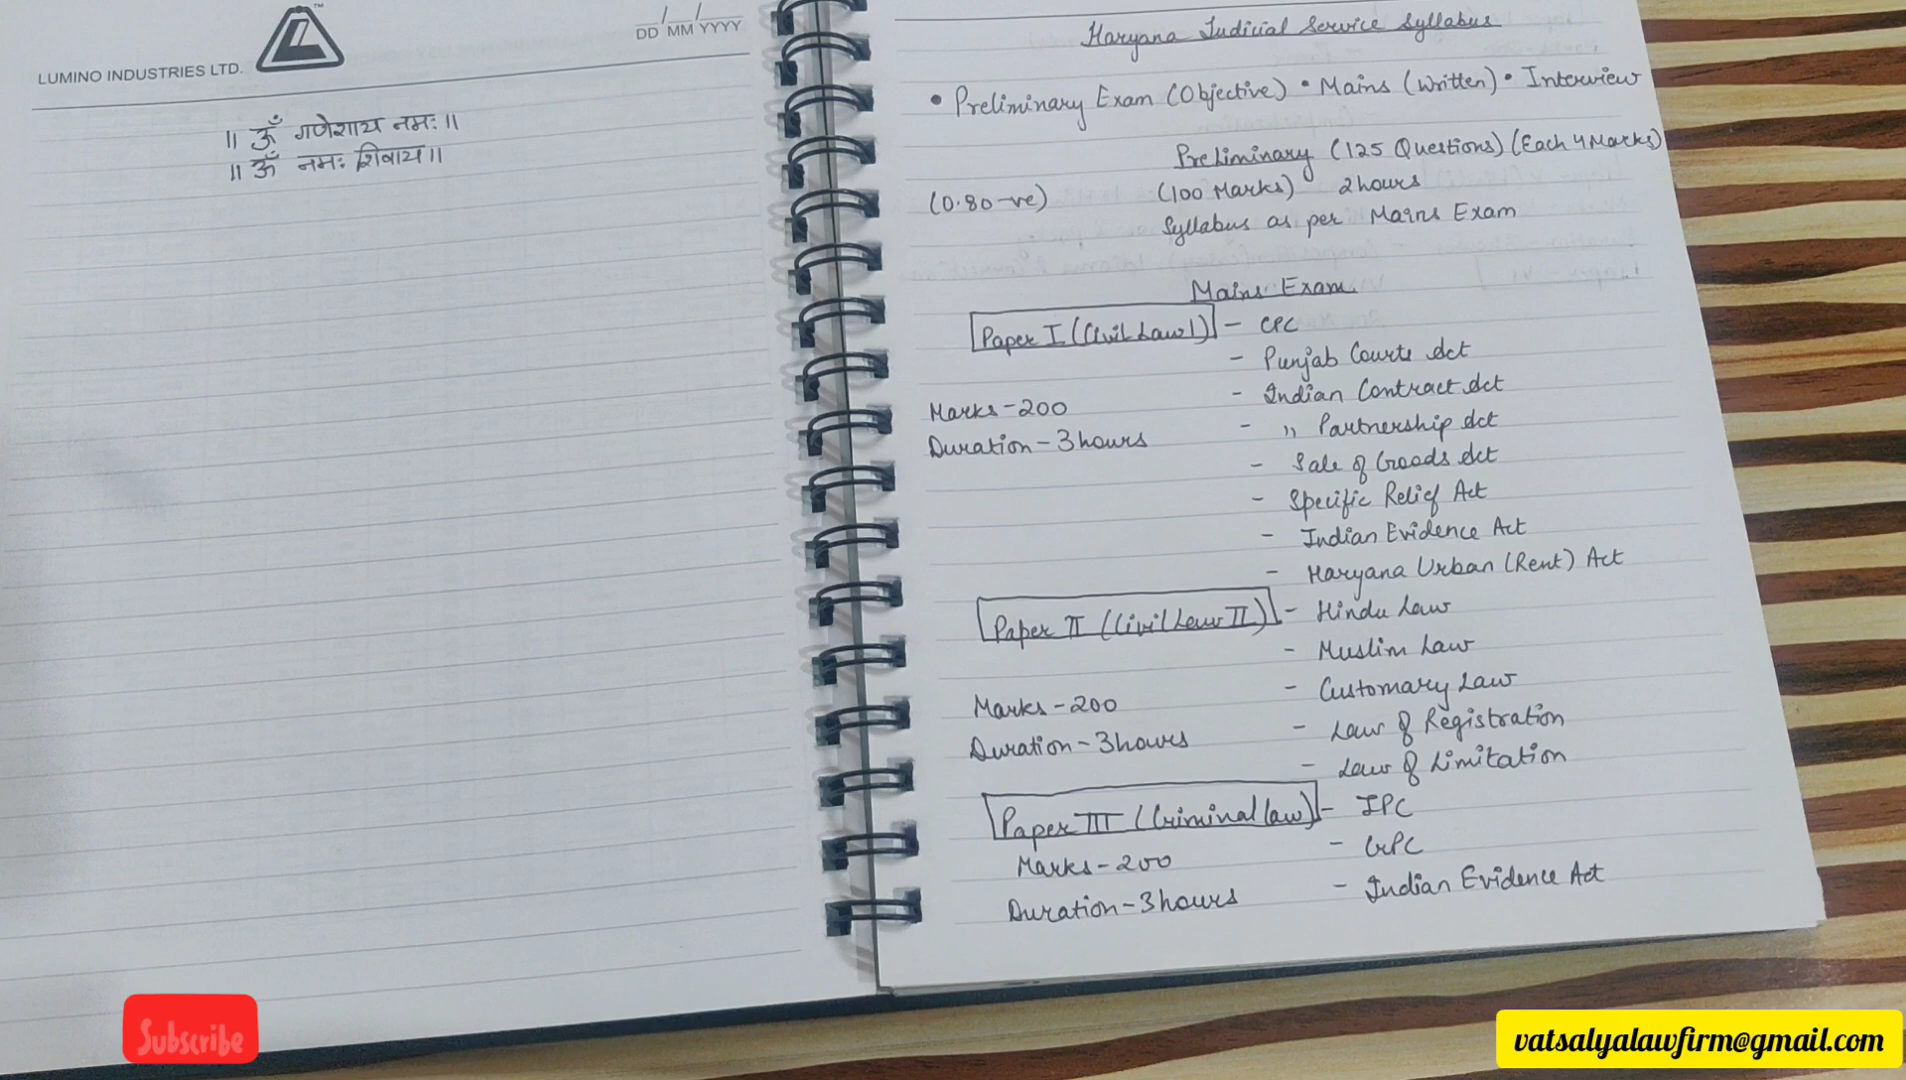 LUMINO INDUSTRIES LTD.
TM
DD MM YYYY
|| ॐ गणेशाय नमः ||
|| ॐ नमः शिवाय ||
Haryana Judicial Service Syllabus
• Preliminary Exam (Objective) • Mains (Written) • Interview
Preliminary (125 Questions) (Each 4 Marks)
(0.80 -ve) (100 Marks) 2 hours
Syllabus as per Mains Exam
Mains Exam
Paper I (Civil Law I) - CPC
- Punjab Courts Act
Marks - 200 - Indian Contract Act
Duration - 3 hours - " Partnership Act
- Sale of Goods Act
- Specific Relief Act
- Indian Evidence Act
- Haryana Urban (Rent) Act
Paper II (Civil Law II) - Hindu Law
- Muslim Law
Marks - 200 - Customary Law
Duration - 3 hours - Law of Registration
- Law of Limitation
Paper III (Criminal Law) - IPC
Marks - 200 - CrPC
Duration - 3 hours - Indian Evidence Act
Subscribe
vatsalyalawfirm@gmail.com